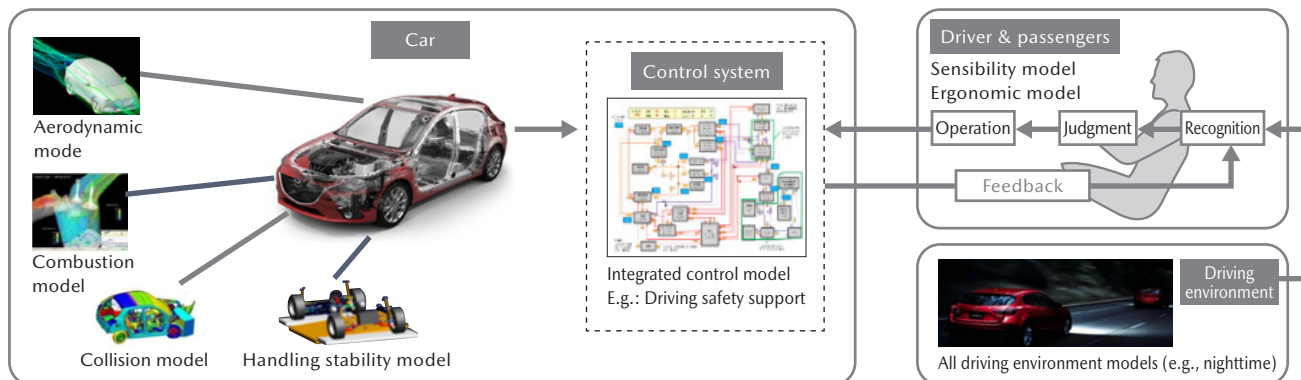 Car
Aerodynamic
mode
Combustion
model
Collision model
Handling stability model
Control system
Integrated control model
E.g.: Driving safety support
Driver & passengers
Sensibility model
Ergonomic model
Operation
Judgment
Recognition
Feedback
Driving
environment
All driving environment models (e.g., nighttime)